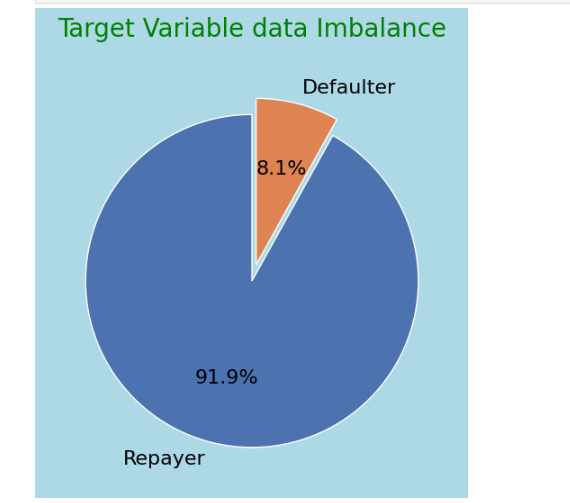 Target Variable data Imbalance
Defaulter
8.1%
91.9%
Repayer